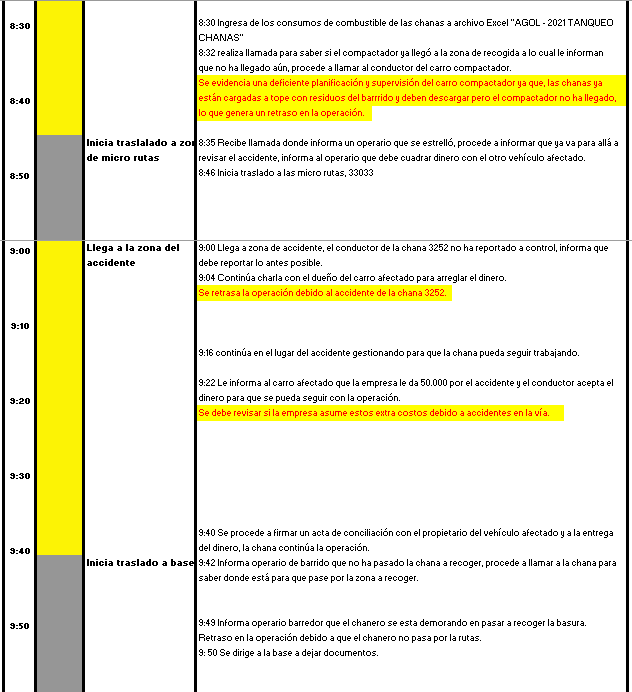 8:30
8:30 Ingresa de los consumos de combustible de las chanas a archivo Excel "AGOL - 2021 TANQUEO
CHANAS"
8:32 realiza llamada para saber si el compactador ya llegó a la zona de recogida a lo cual le informan
que no ha llegado aún, procede a llamar al conductor del carro compactador.
Se evidencia una deficiente planificación y supervisión del carro compactador ya que, las chanas ya
8:40
están cargadas a tope con residuos del barrrido y deben descargar pero el compactador no ha llegado,
lo que genera un retraso en la operación.
Inicia traslalado a zor
de micro rutas
8:35 Recibe llamada donde informa un operario que se estrelló, procede a informar que ya va para allá a
revisar el accidente, informa al operario que debe cuadrar dinero con el otro vehículo afectado.
8:50
8:46 Inicia traslado a las micro rutas, 33033
9:00
Llega a la zona del
accidente
9:00 Llega a zona de accidente, el conductor de la chana 3252 no ha reportado a control, informa que
debe reportar lo antes posible.
9:04 Continúa charla con el dueño del carro afectado para arreglar el dinero.
Se retrasa la operación debido al accidente de la chana 3252.
9:10
9:16 continúa en el lugar del accidente gestionando para que la chana pueda seguir trabajando.
9:22 Le informa al carro afectado que la empresa le da 50.000 por el accidente y el conductor acepta el
9:20
dinero para que se pueda seguir con la operación.
Se debe revisar si la empresa asume estos extra costos debido a accidentes en la vía.
9:30
9:40 Se procede a firmar un acta de conciliación con el propietario del vehículo afectado y a la entrega
9:40
del dinero, la chana continúa la operación.
Inicia traslado a base
9:42 Informa operario de barrido que no ha pasado la chana a recoger, procede a llamar a la chana para
saber donde está para que pase por la zona a recoger.
9:50
9:49 Informa operario barredor que el chanero se esta demorando en pasar a recoger la basura.
Retraso en la operación debido a que el chanero no pasa por la rutas.
9: 50 Se dirige a la base a dejar documentos.